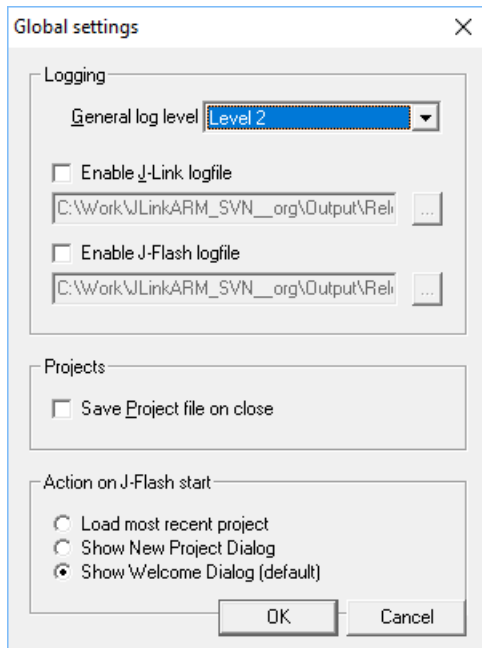 Global settings
Logging
General log level Level 2
Enable J-Link logfile
C:\Work\JLinkARM_SVN__org\Output\Rel
...
Enable J-Flash logfile
C:\Work\JLinkARM_SVN__org\Output\Rel
...
Projects
Save Project file on close
Action on J-Flash start
Load most recent project
Show New Project Dialog
Show Welcome Dialog (default)
OK Cancel